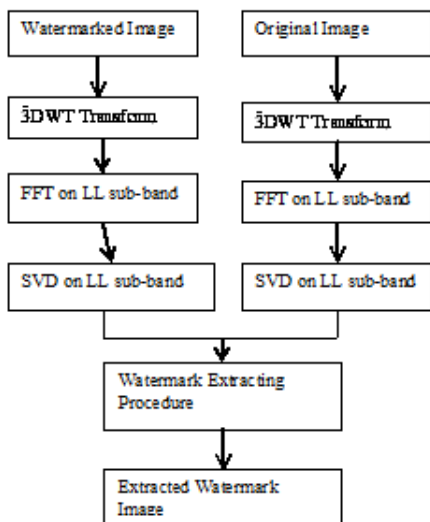 Watermarked Image
Original Image
3DWT Transform
3DWT Transform
FFT on LL sub-band
FFT on LL sub-band
SVD on LL sub-band
SVD on LL sub-band
Watermark Extracting
Procedure
Extracted Watermark
Image